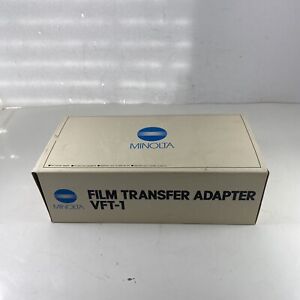 MINOLTA
MINOLTA
FILM TRANSFER ADAPTER
VFT-1